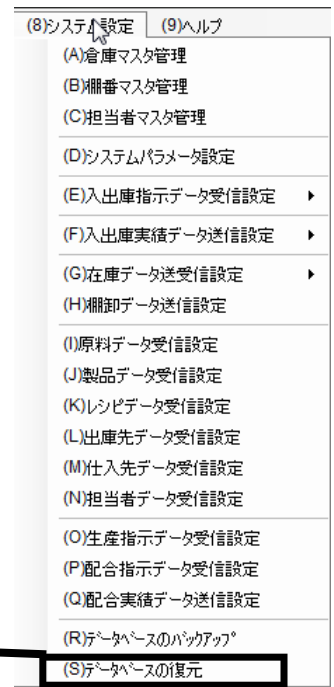 (8)システム設定 (9)ヘルプ
(A)倉庫マスタ管理
(B)棚番マスタ管理
(C)担当者マスタ管理
(D)システムパラメータ設定
(E)入出庫指示データ受信設定
(F)入出庫実績データ送信設定
(G)在庫データ送受信設定
(H)棚卸データ送信設定
(I)原料データ受信設定
(J)製品データ受信設定
(K)レシピデータ受信設定
(L)出庫先データ受信設定
(M)仕入先データ受信設定
(N)担当者データ受信設定
(O)生産指示データ受信設定
(P)配合指示データ受信設定
(Q)配合実績データ送信設定
(R)データベースのバックアップ
(S)データベースの復元